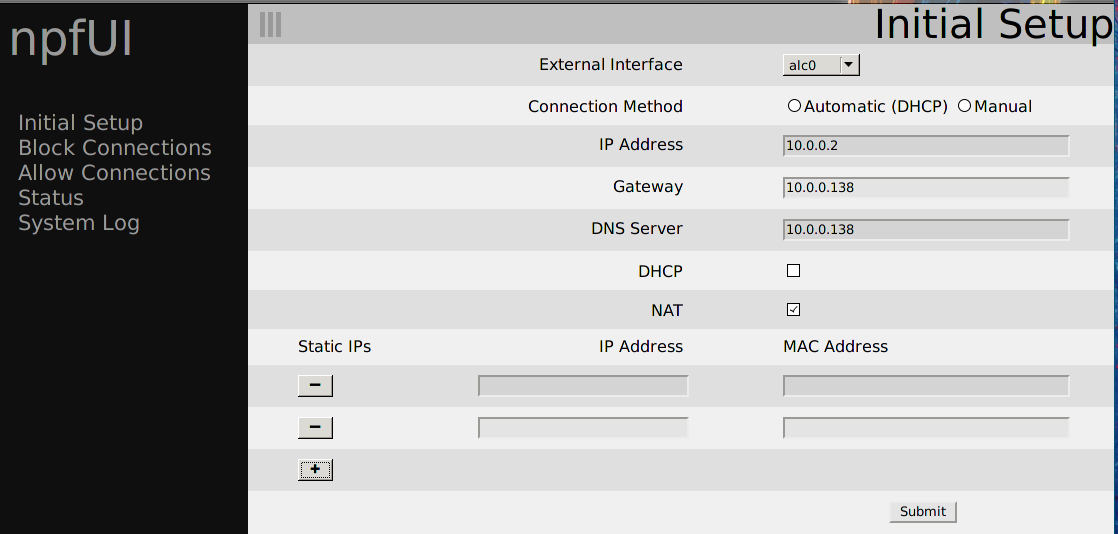 npfUI
Initial Setup
Block Connections
Allow Connections
Status
System Log
Initial Setup
External Interface alc0
Connection Method Automatic (DHCP) Manual
IP Address 10.0.0.2
Gateway 10.0.0.138
DNS Server 10.0.0.138
DHCP
NAT
Static IPs IP Address MAC Address
−
−
+
Submit